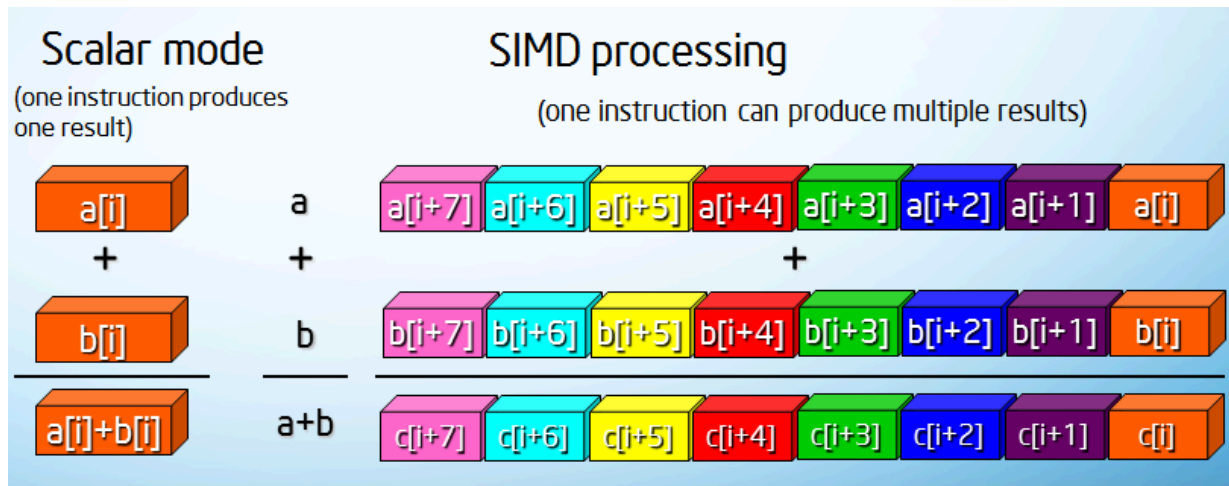 Scalar mode
(one instruction produces
one result)
SIMD processing
(one instruction can produce multiple results)
a[i]
a
a[i+7] a[i+6] a[i+5] a[i+4] a[i+3] a[i+2] a[i+1] a[i]
+
+
+
b[i]
b
b[i+7] b[i+6] b[i+5] b[i+4] b[i+3] b[i+2] b[i+1] b[i]
a[i]+b[i]
a+b
c[i+7] c[i+6] c[i+5] c[i+4] c[i+3] c[i+2] c[i+1] c[i]